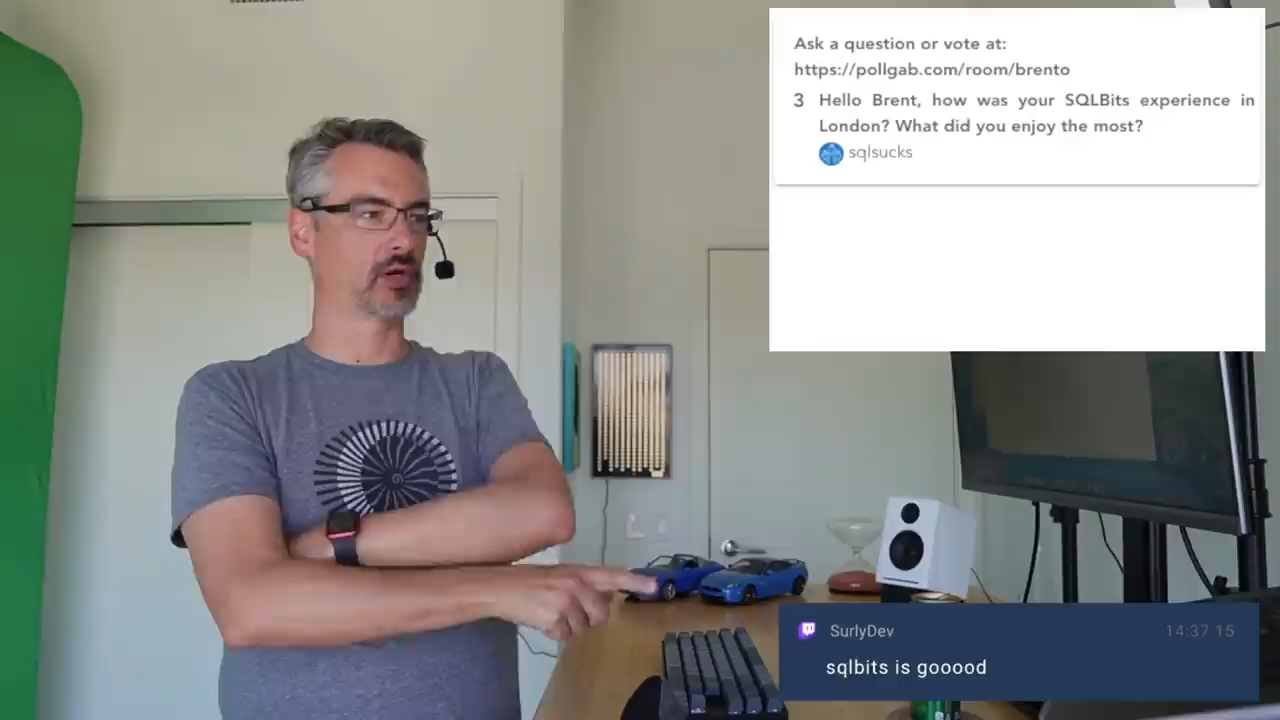 Ask a question or vote at:
https://pollgab.com/room/brento
3 Hello Brent, how was your SQLBits experience in
London? What did you enjoy the most?
sqlsucks
SurlyDev 14:37 15
sqlbits is gooood